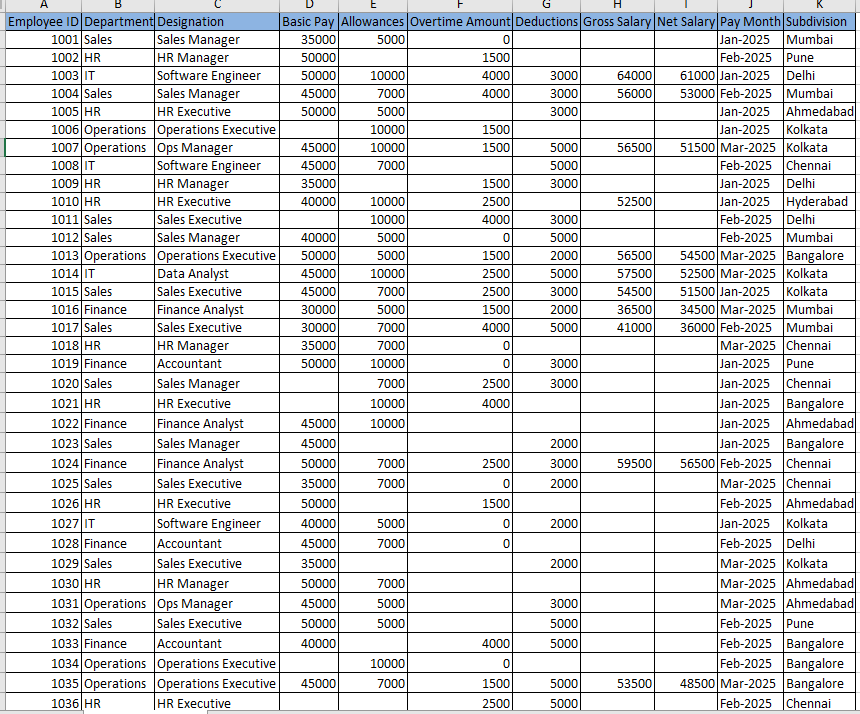 A B C D E F G H I J K
Employee ID Department Designation Basic Pay Allowances Overtime Amount Deductions Gross Salary Net Salary Pay Month Subdivision
1001 Sales Sales Manager 35000 5000 0 Jan-2025 Mumbai
1002 HR HR Manager 50000 1500 Feb-2025 Pune
1003 IT Software Engineer 50000 10000 4000 3000 64000 61000 Jan-2025 Delhi
1004 Sales Sales Manager 45000 7000 4000 3000 56000 53000 Feb-2025 Mumbai
1005 HR HR Executive 50000 5000 3000 Jan-2025 Ahmedabad
1006 Operations Operations Executive 10000 1500 Jan-2025 Kolkata
1007 Operations Ops Manager 45000 10000 1500 5000 56500 51500 Mar-2025 Kolkata
1008 IT Software Engineer 45000 7000 5000 Feb-2025 Chennai
1009 HR HR Manager 35000 1500 3000 Jan-2025 Delhi
1010 HR HR Executive 40000 10000 2500 52500 Jan-2025 Hyderabad
1011 Sales Sales Executive 10000 4000 3000 Feb-2025 Delhi
1012 Sales Sales Manager 40000 5000 0 5000 Feb-2025 Mumbai
1013 Operations Operations Executive 50000 5000 1500 2000 56500 54500 Mar-2025 Bangalore
1014 IT Data Analyst 45000 10000 2500 5000 57500 52500 Mar-2025 Kolkata
1015 Sales Sales Executive 45000 7000 2500 3000 54500 51500 Jan-2025 Kolkata
1016 Finance Finance Analyst 30000 5000 1500 2000 36500 34500 Mar-2025 Mumbai
1017 Sales Sales Executive 30000 7000 4000 5000 41000 36000 Feb-2025 Mumbai
1018 HR HR Manager 35000 7000 0 Mar-2025 Chennai
1019 Finance Accountant 50000 10000 0 3000 Jan-2025 Pune
1020 Sales Sales Manager 7000 2500 3000 Jan-2025 Chennai
1021 HR HR Executive 10000 4000 Jan-2025 Bangalore
1022 Finance Finance Analyst 45000 10000 Jan-2025 Ahmedabad
1023 Sales Sales Manager 45000 2000 Jan-2025 Bangalore
1024 Finance Finance Analyst 50000 7000 2500 3000 59500 56500 Feb-2025 Chennai
1025 Sales Sales Executive 35000 7000 0 2000 Mar-2025 Chennai
1026 HR HR Executive 50000 1500 Feb-2025 Ahmedabad
1027 IT Software Engineer 40000 5000 0 2000 Jan-2025 Kolkata
1028 Finance Accountant 45000 7000 0 Feb-2025 Delhi
1029 Sales Sales Executive 35000 2000 Mar-2025 Kolkata
1030 HR HR Manager 50000 7000 Mar-2025 Ahmedabad
1031 Operations Ops Manager 45000 5000 3000 Mar-2025 Ahmedabad
1032 Sales Sales Executive 50000 5000 5000 Feb-2025 Pune
1033 Finance Accountant 40000 4000 5000 Feb-2025 Bangalore
1034 Operations Operations Executive 10000 0 Feb-2025 Bangalore
1035 Operations Operations Executive 45000 7000 1500 5000 53500 48500 Mar-2025 Bangalore
1036 HR HR Executive 2500 5000 Feb-2025 Chennai